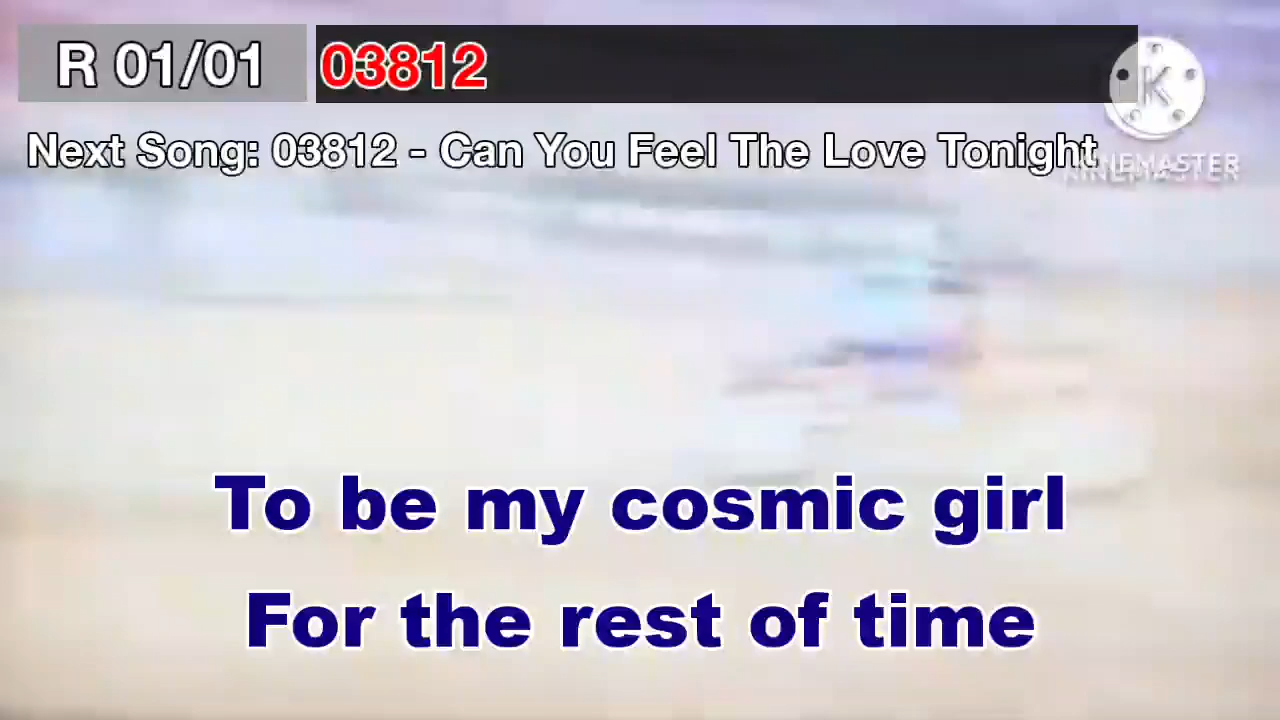 R 01/01 03812
Next Song: 03812 - Can You Feel The Love Tonight
K
KINEMASTER
To be my cosmic girl
For the rest of time